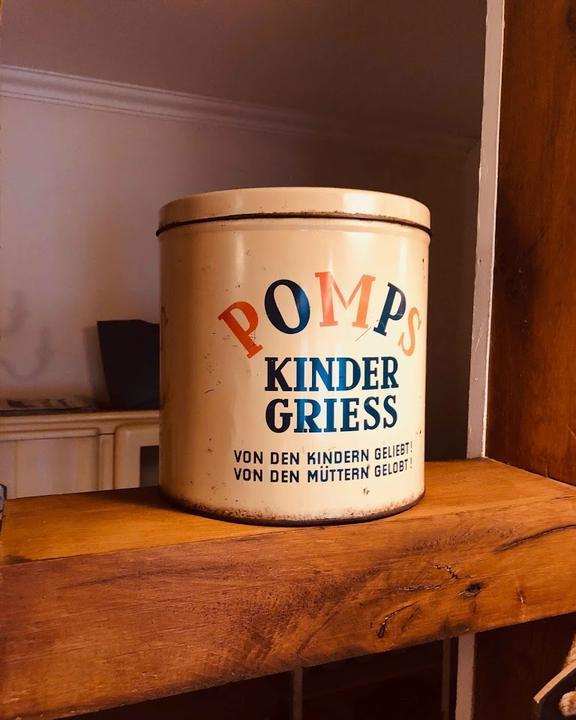 POMPS
KINDER
GRIESS
VON DEN KINDERN GELIEBT!
VON DEN MÜTTERN GELOBT!